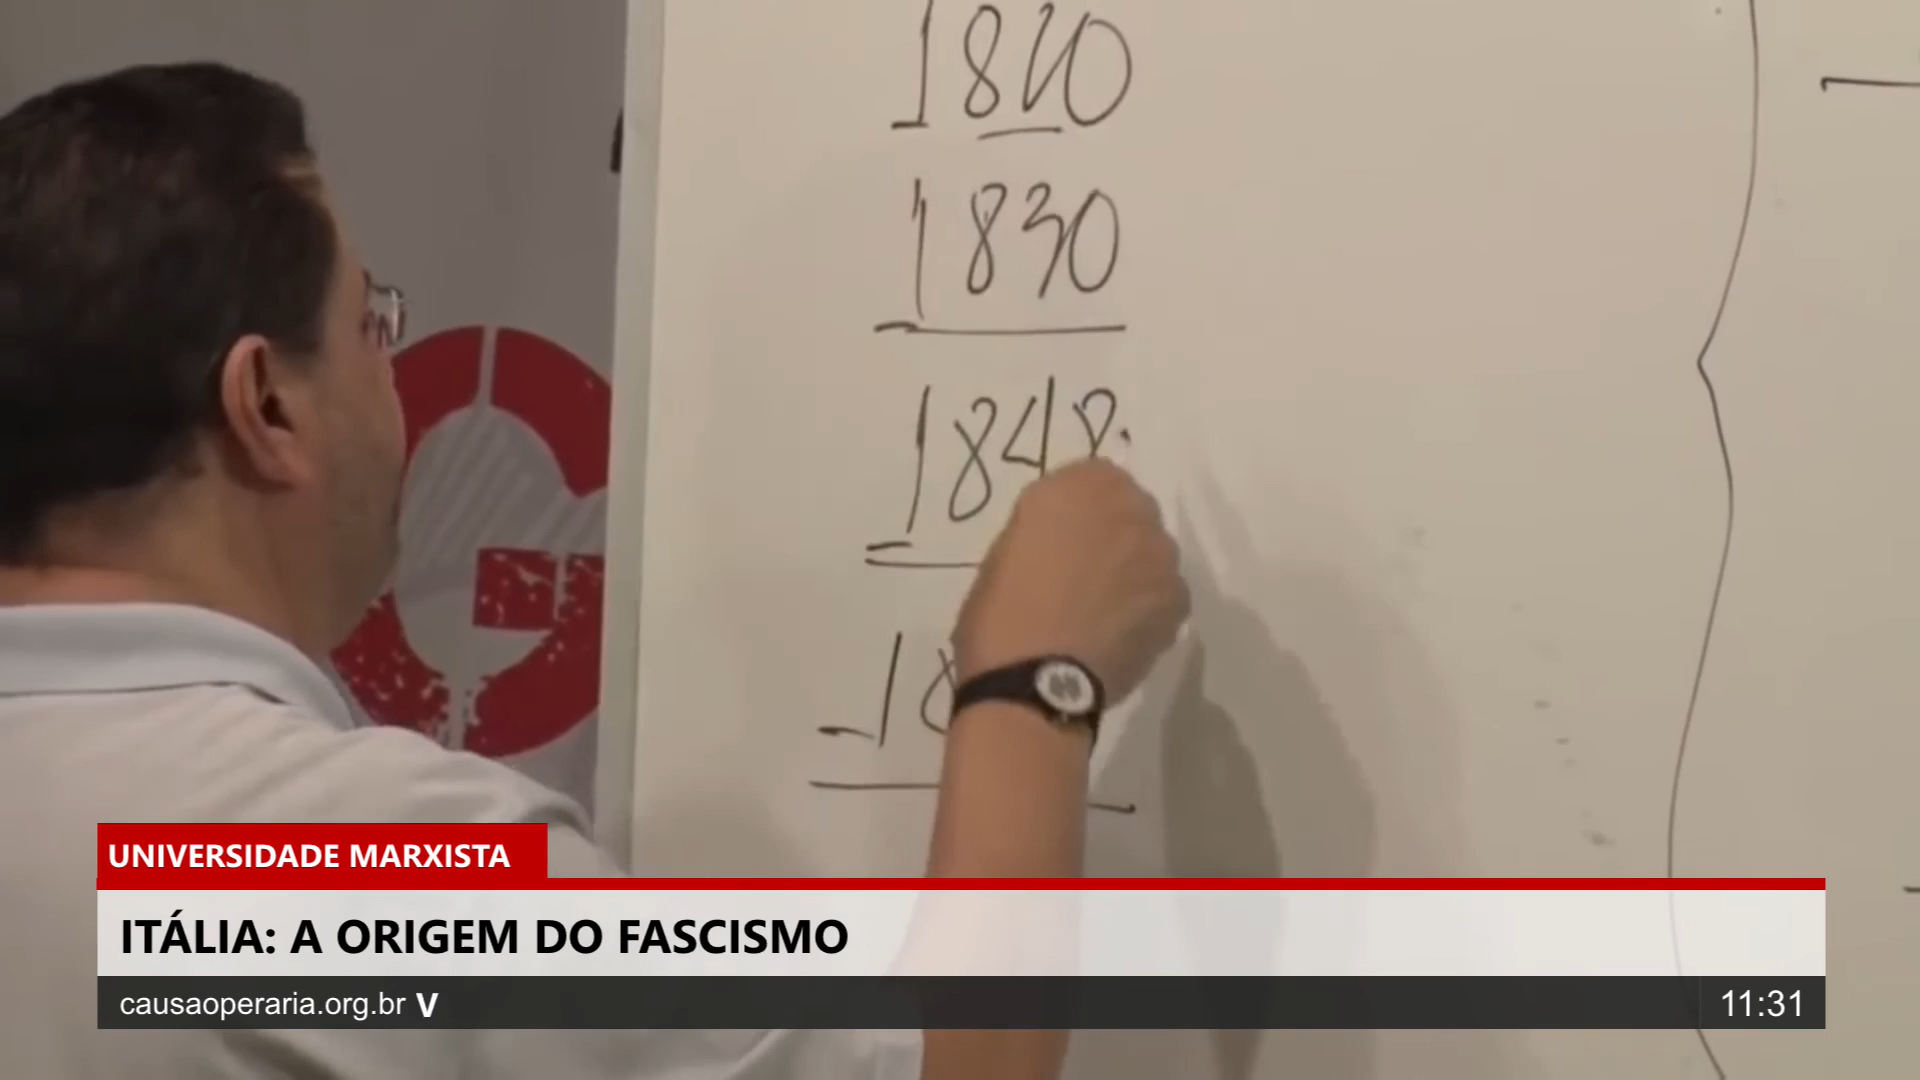 1820
1830
1848
UNIVERSIDADE MARXISTA
ITÁLIA: A ORIGEM DO FASCISMO
causaoperaria.org.br V
11:31